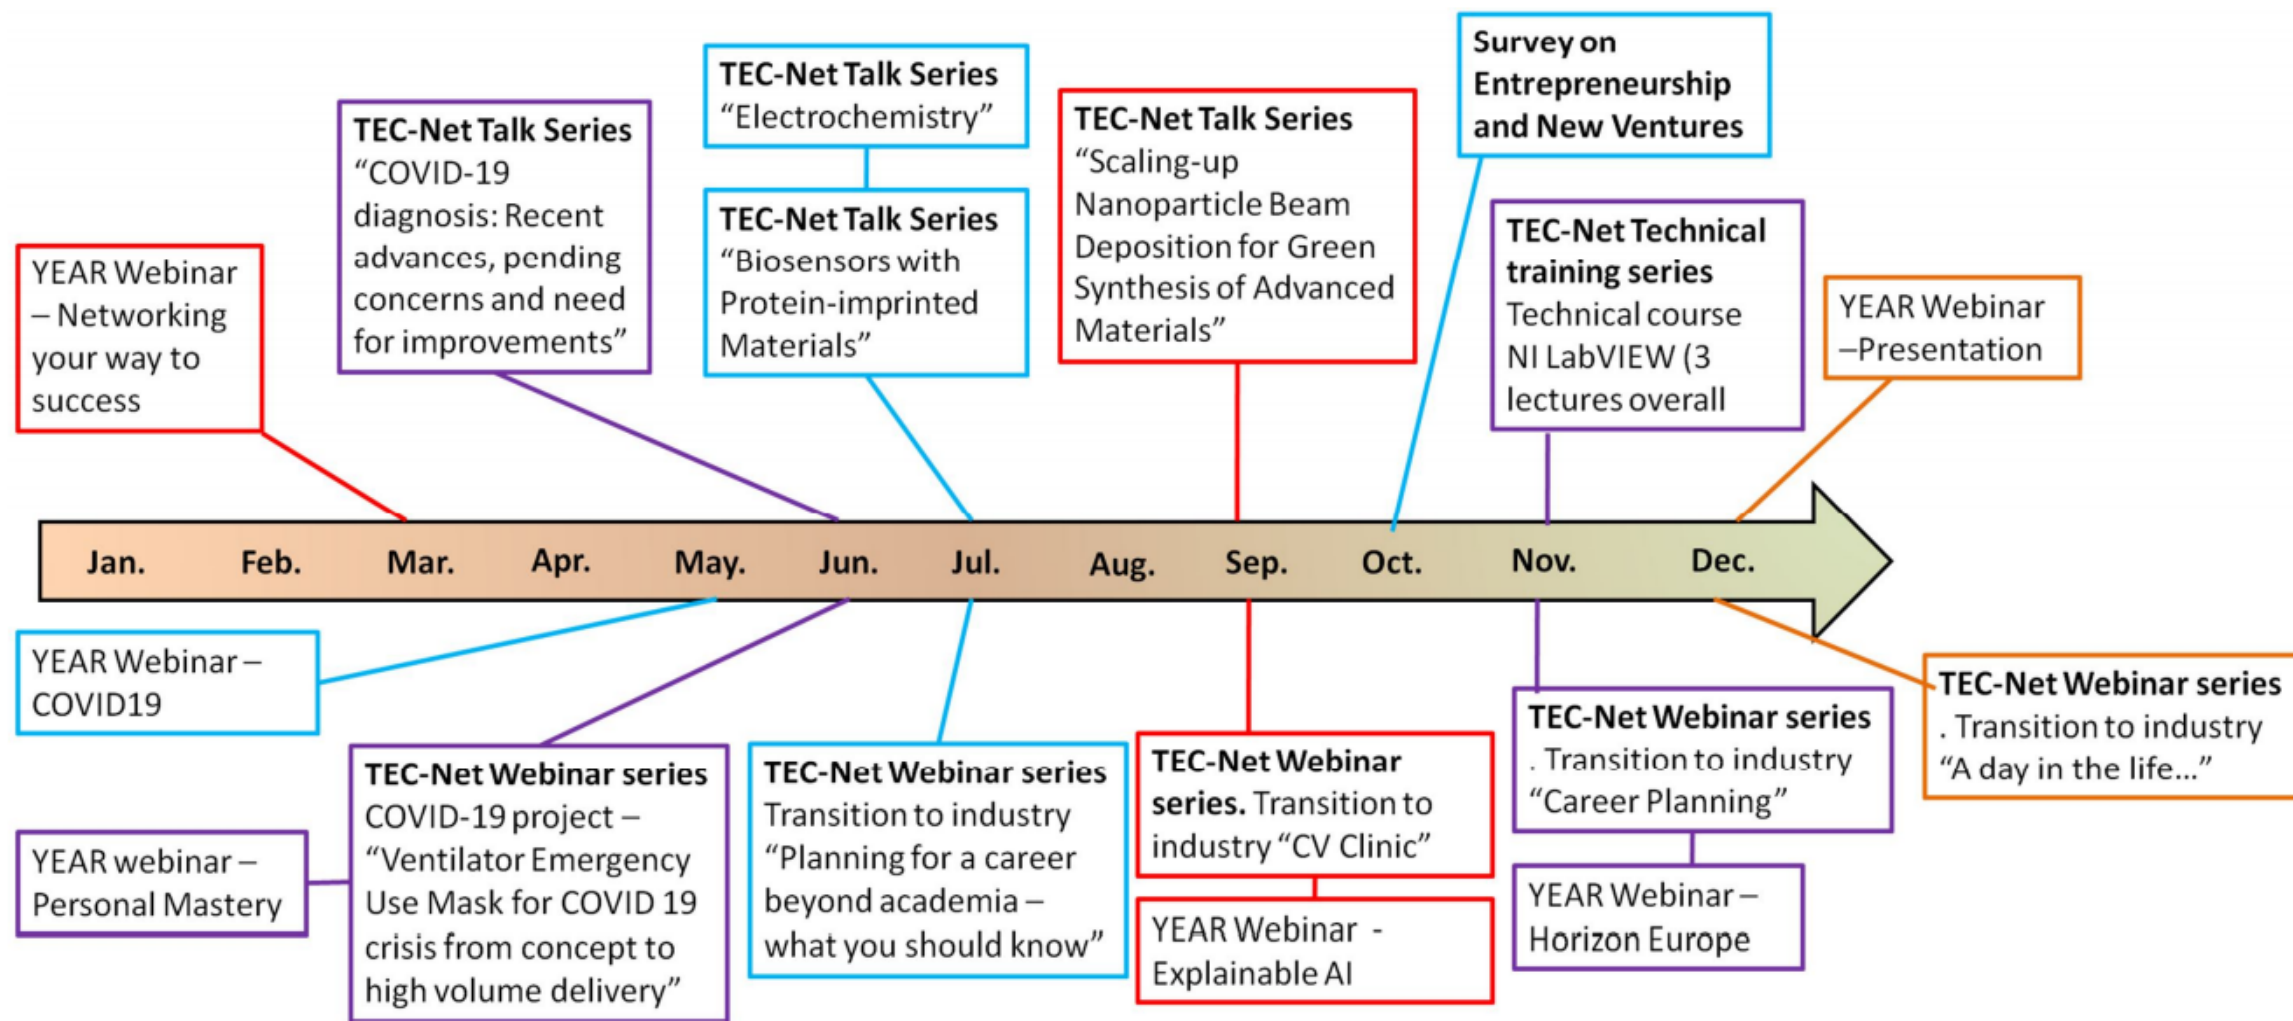 Survey on
Entrepreneurship
and New Ventures
TEC-Net Talk Series
“Electrochemistry”
TEC-Net Talk Series
“Scaling-up
Nanoparticle Beam
Deposition for Green
Synthesis of Advanced
Materials”
TEC-Net Talk Series
“COVID-19
diagnosis: Recent
advances, pending
concerns and need
for improvements”
TEC-Net Talk Series
“Biosensors with
Protein-imprinted
Materials”
TEC-Net Technical
training series
Technical course
NI LabVIEW (3
lectures overall
YEAR Webinar
– Networking
your way to
success
YEAR Webinar
–Presentation
Jan. Feb. Mar. Apr. May. Jun. Jul. Aug. Sep. Oct. Nov. Dec.
YEAR Webinar –
COVID19
TEC-Net Webinar series
. Transition to industry
“A day in the life...”
TEC-Net Webinar series
. Transition to industry
“Career Planning”
TEC-Net Webinar
series. Transition to
industry “CV Clinic”
TEC-Net Webinar series
COVID-19 project –
“Ventilator Emergency
Use Mask for COVID 19
crisis from concept to
high volume delivery”
TEC-Net Webinar series
Transition to industry
“Planning for a career
beyond academia –
what you should know”
YEAR webinar –
Personal Mastery
YEAR Webinar –
Horizon Europe
YEAR Webinar -
Explainable AI